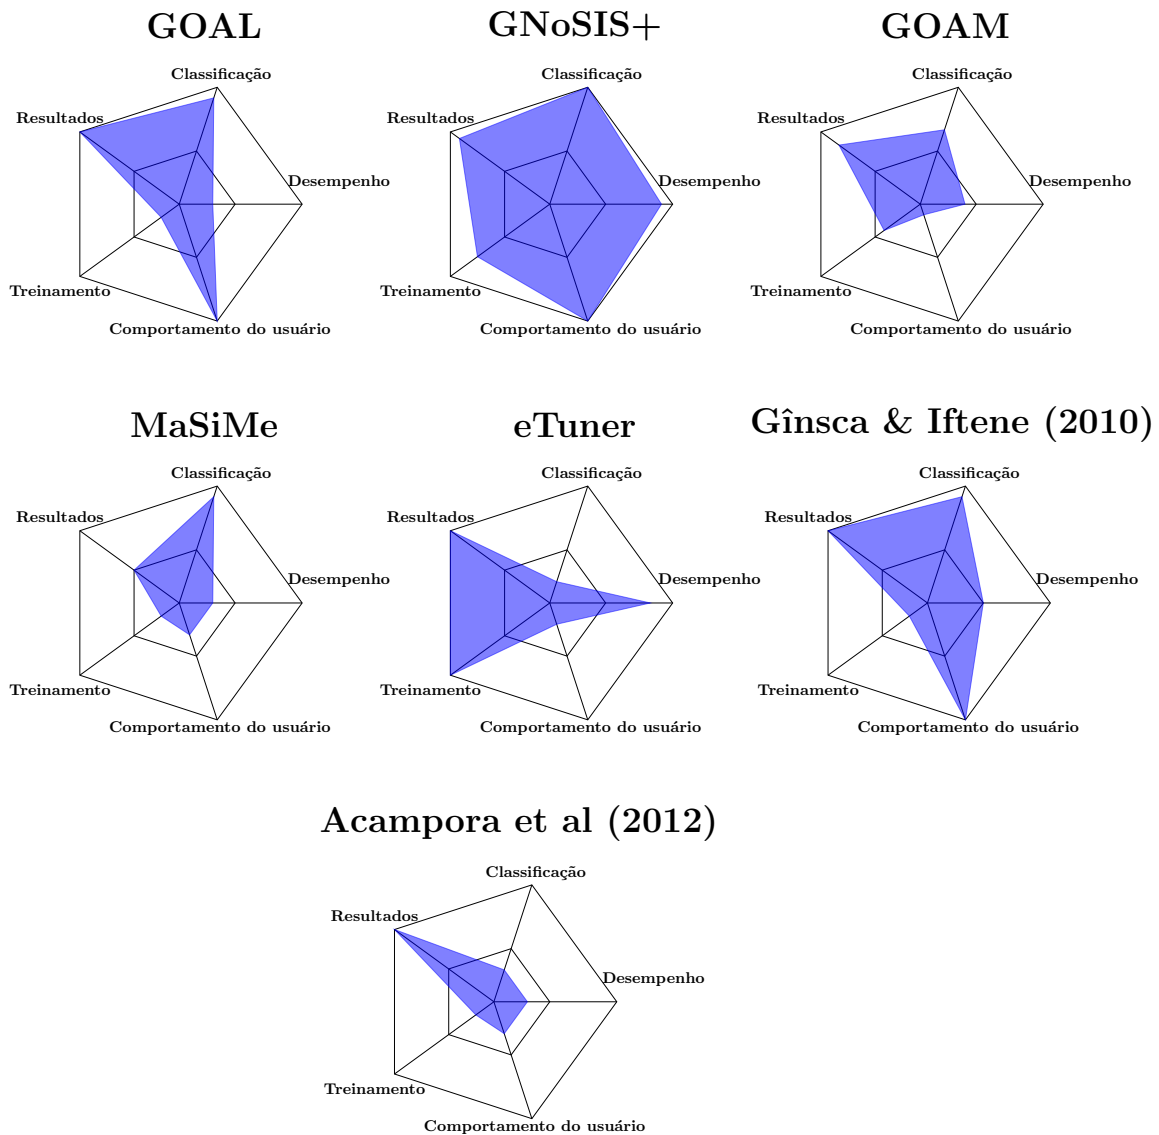 GOAL
Classificação
Resultados
Desempenho
Treinamento
Comportamento do usuário
GNoSIS+
Classificação
Resultados
Desempenho
Treinamento
Comportamento do usuário
GOAM
Classificação
Resultados
Desempenho
Treinamento
Comportamento do usuário
MaSiMe
Classificação
Resultados
Desempenho
Treinamento
Comportamento do usuário
eTuner
Classificação
Resultados
Desempenho
Treinamento
Comportamento do usuário
Gînsca & Iftene (2010)
Classificação
Resultados
Desempenho
Treinamento
Comportamento do usuário
Acampora et al (2012)
Classificação
Resultados
Desempenho
Treinamento
Comportamento do usuário